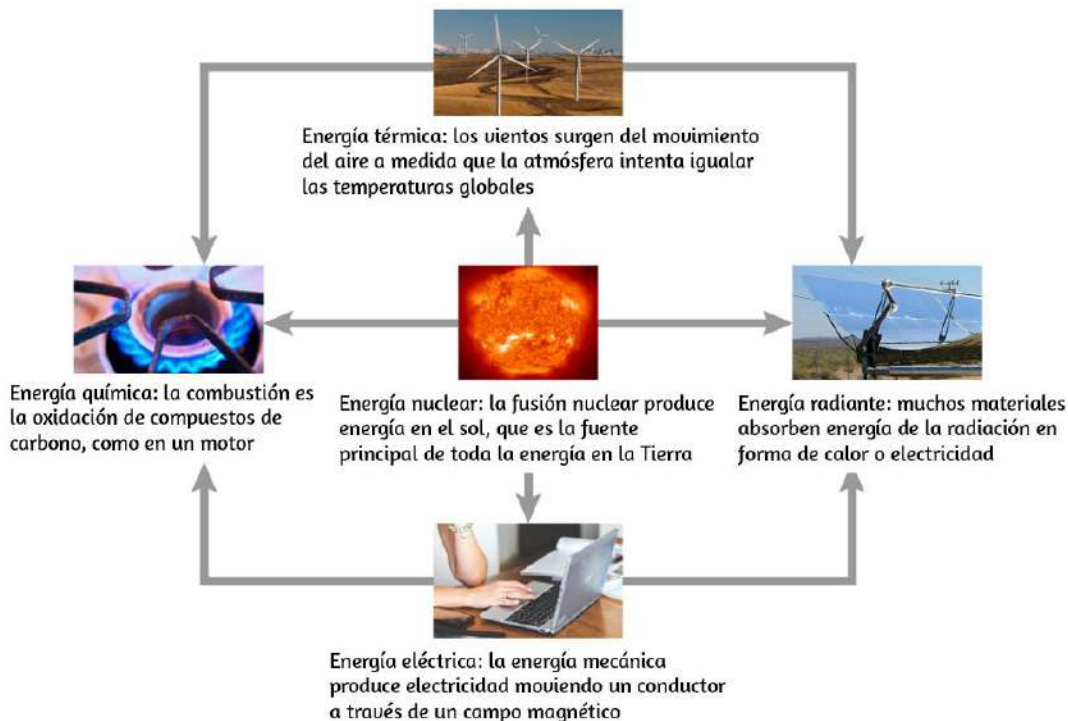 Energía térmica: los vientos surgen del movimiento
del aire a medida que la atmósfera intenta igualar
las temperaturas globales
Energía química: la combustión es
la oxidación de compuestos de
carbono, como en un motor
Energía nuclear: la fusión nuclear produce
energía en el sol, que es la fuente
principal de toda la energía en la Tierra
Energía radiante: muchos materiales
absorben energía de la radiación en
forma de calor o electricidad
Energía eléctrica: la energía mecánica
produce electricidad moviendo un conductor
a través de un campo magnético